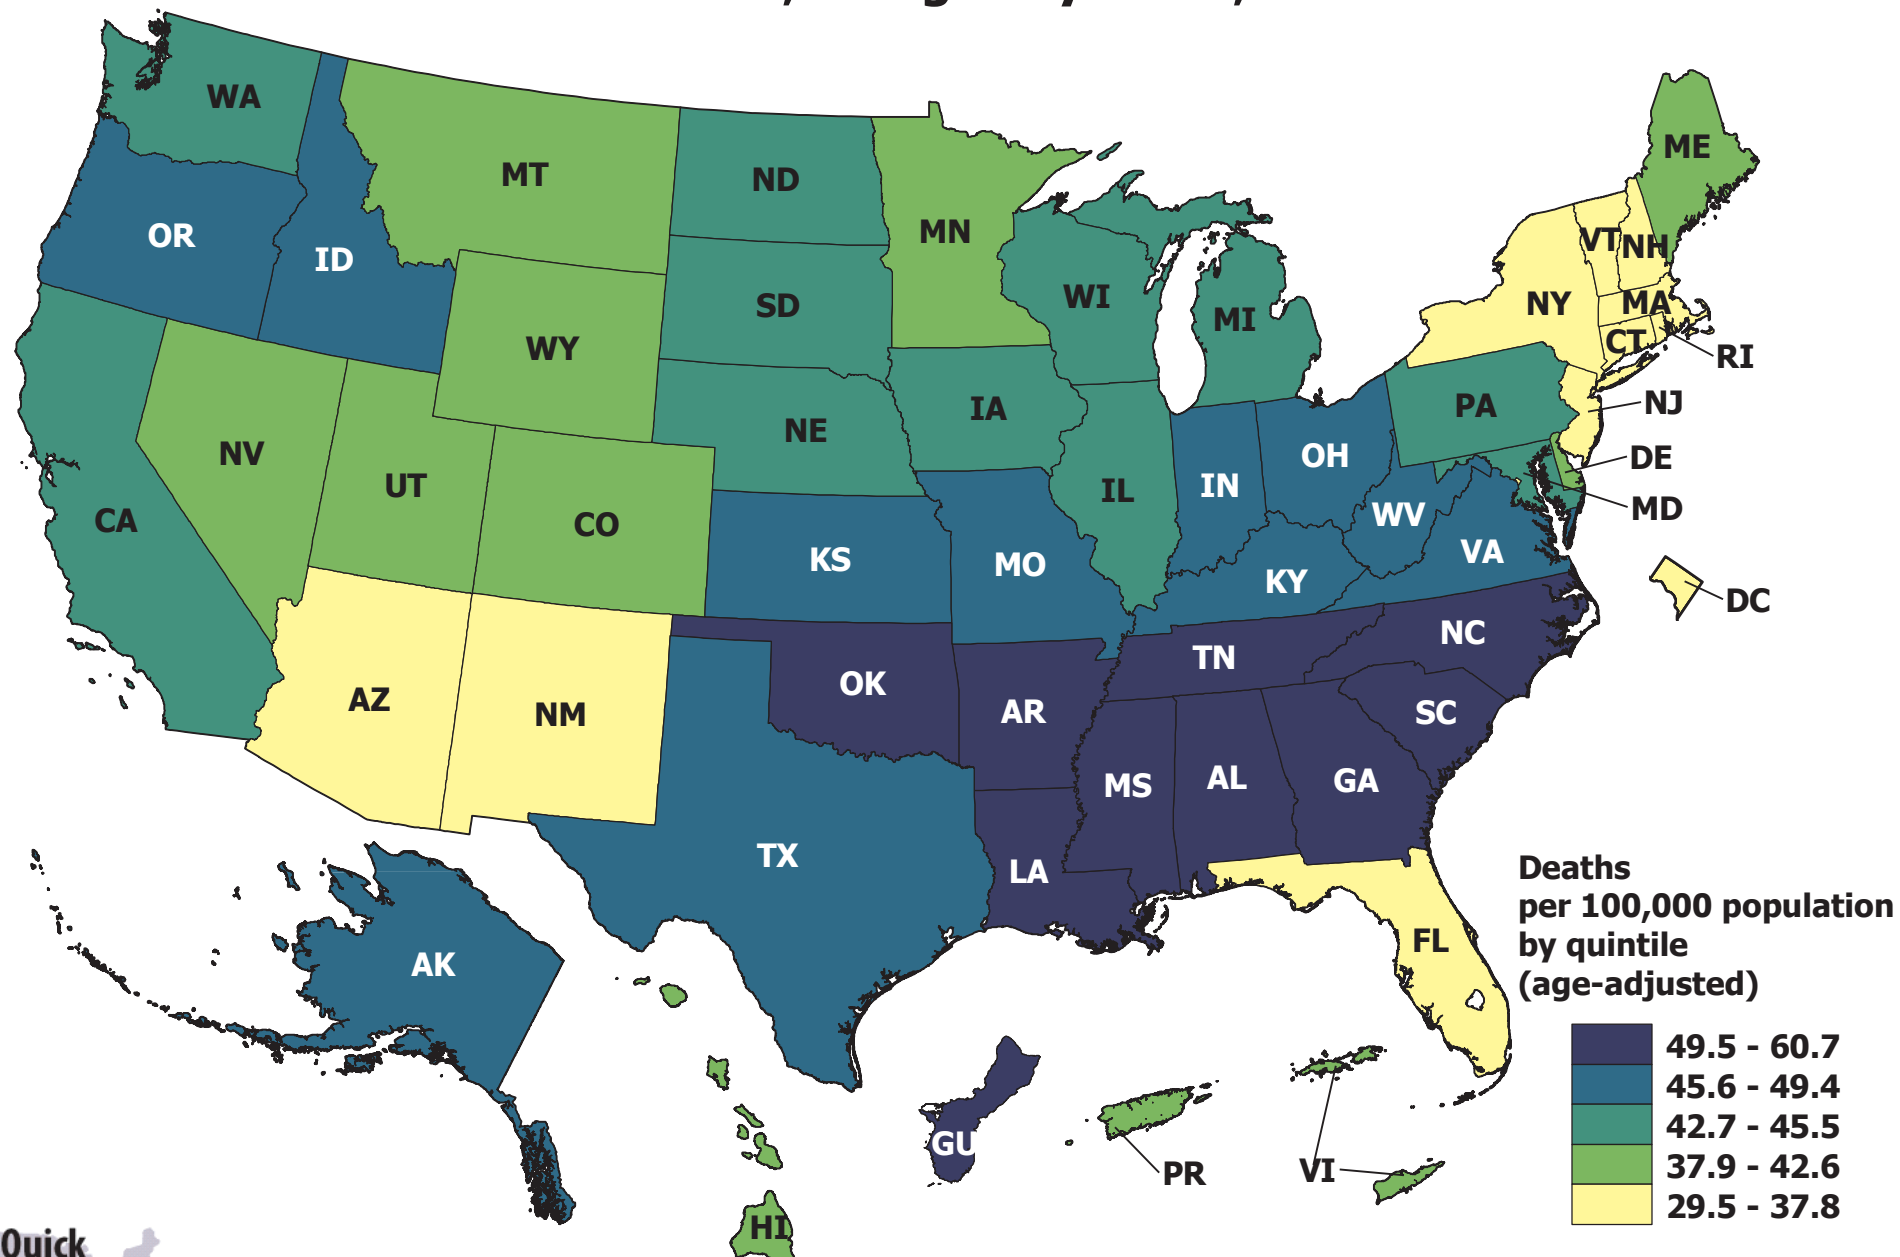 WA
MT
ND
MN
ME
OR
ID
SD
WI
MI
VT
NH
NY
MA
CT
RI
WY
NE
IA
PA
NJ
NV
UT
CO
IL
IN
OH
DE
MD
CA
KS
MO
WV
VA
KY
DC
AZ
NM
OK
AR
TN
NC
SC
MS
AL
GA
TX
LA
FL
AK
GU
PR
VI
HI
Deaths
per 100,000 population
by quintile
(age-adjusted)
49.5 - 60.7
45.6 - 49.4
42.7 - 45.5
37.9 - 42.6
29.5 - 37.8
Quick